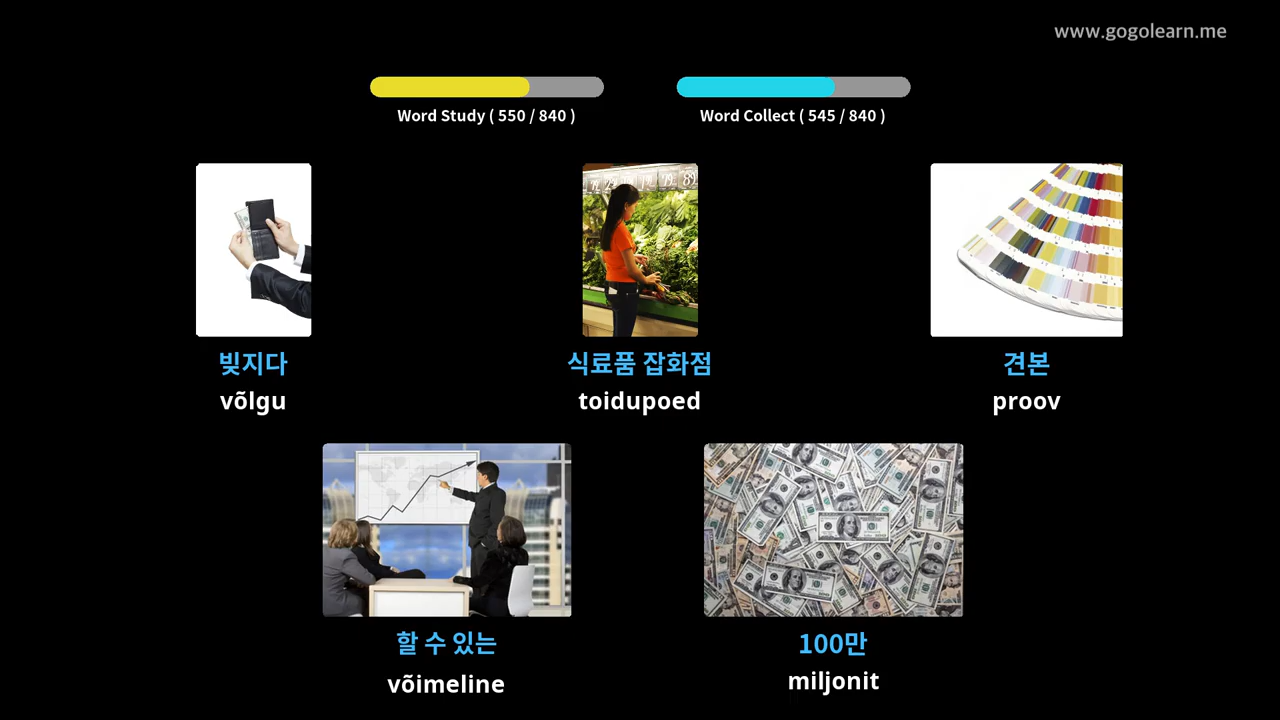 www.gogolearn.me
Word Study ( 550 / 840 )
Word Collect ( 545 / 840 )
빚지다
식료품 잡화점
견본
võlgu
toidupoed
proov
할 수 있는
100만
võimeline
miljonit